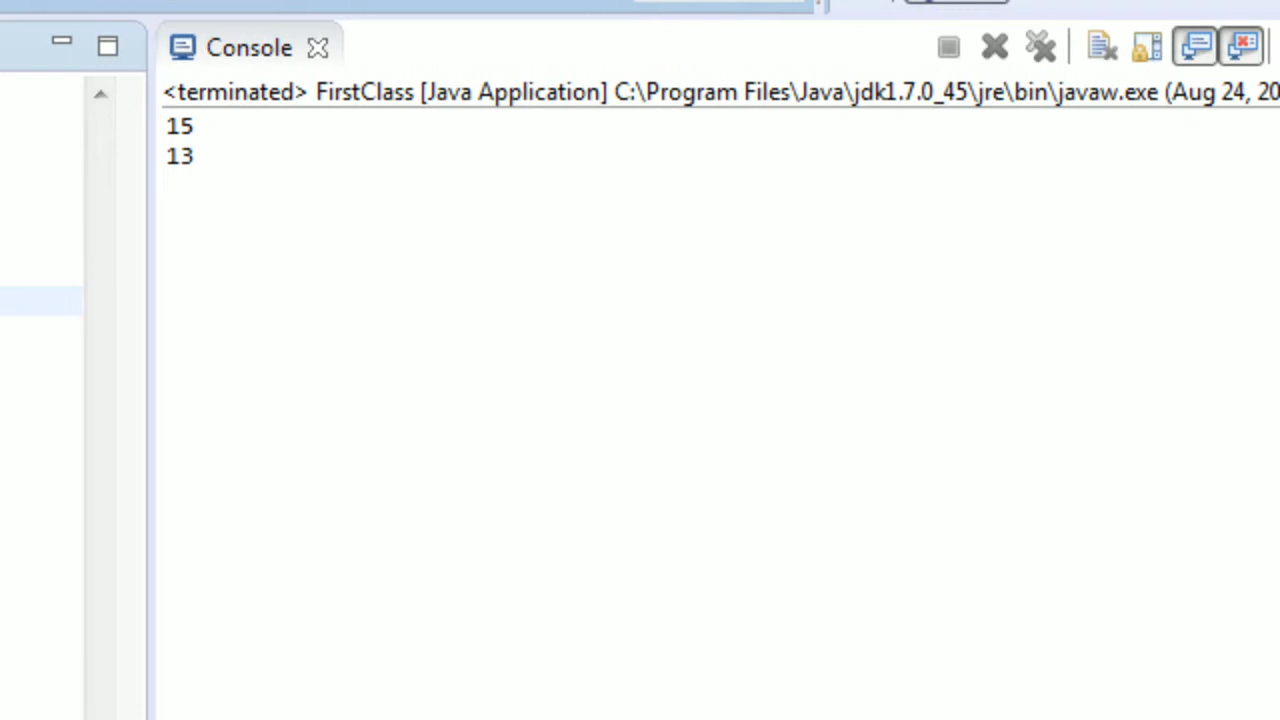 Console
<terminated> FirstClass [Java Application] C:\Program Files\Java\jdk1.7.0_45\jre\bin\javaw.exe (Aug 24, 20
15
13